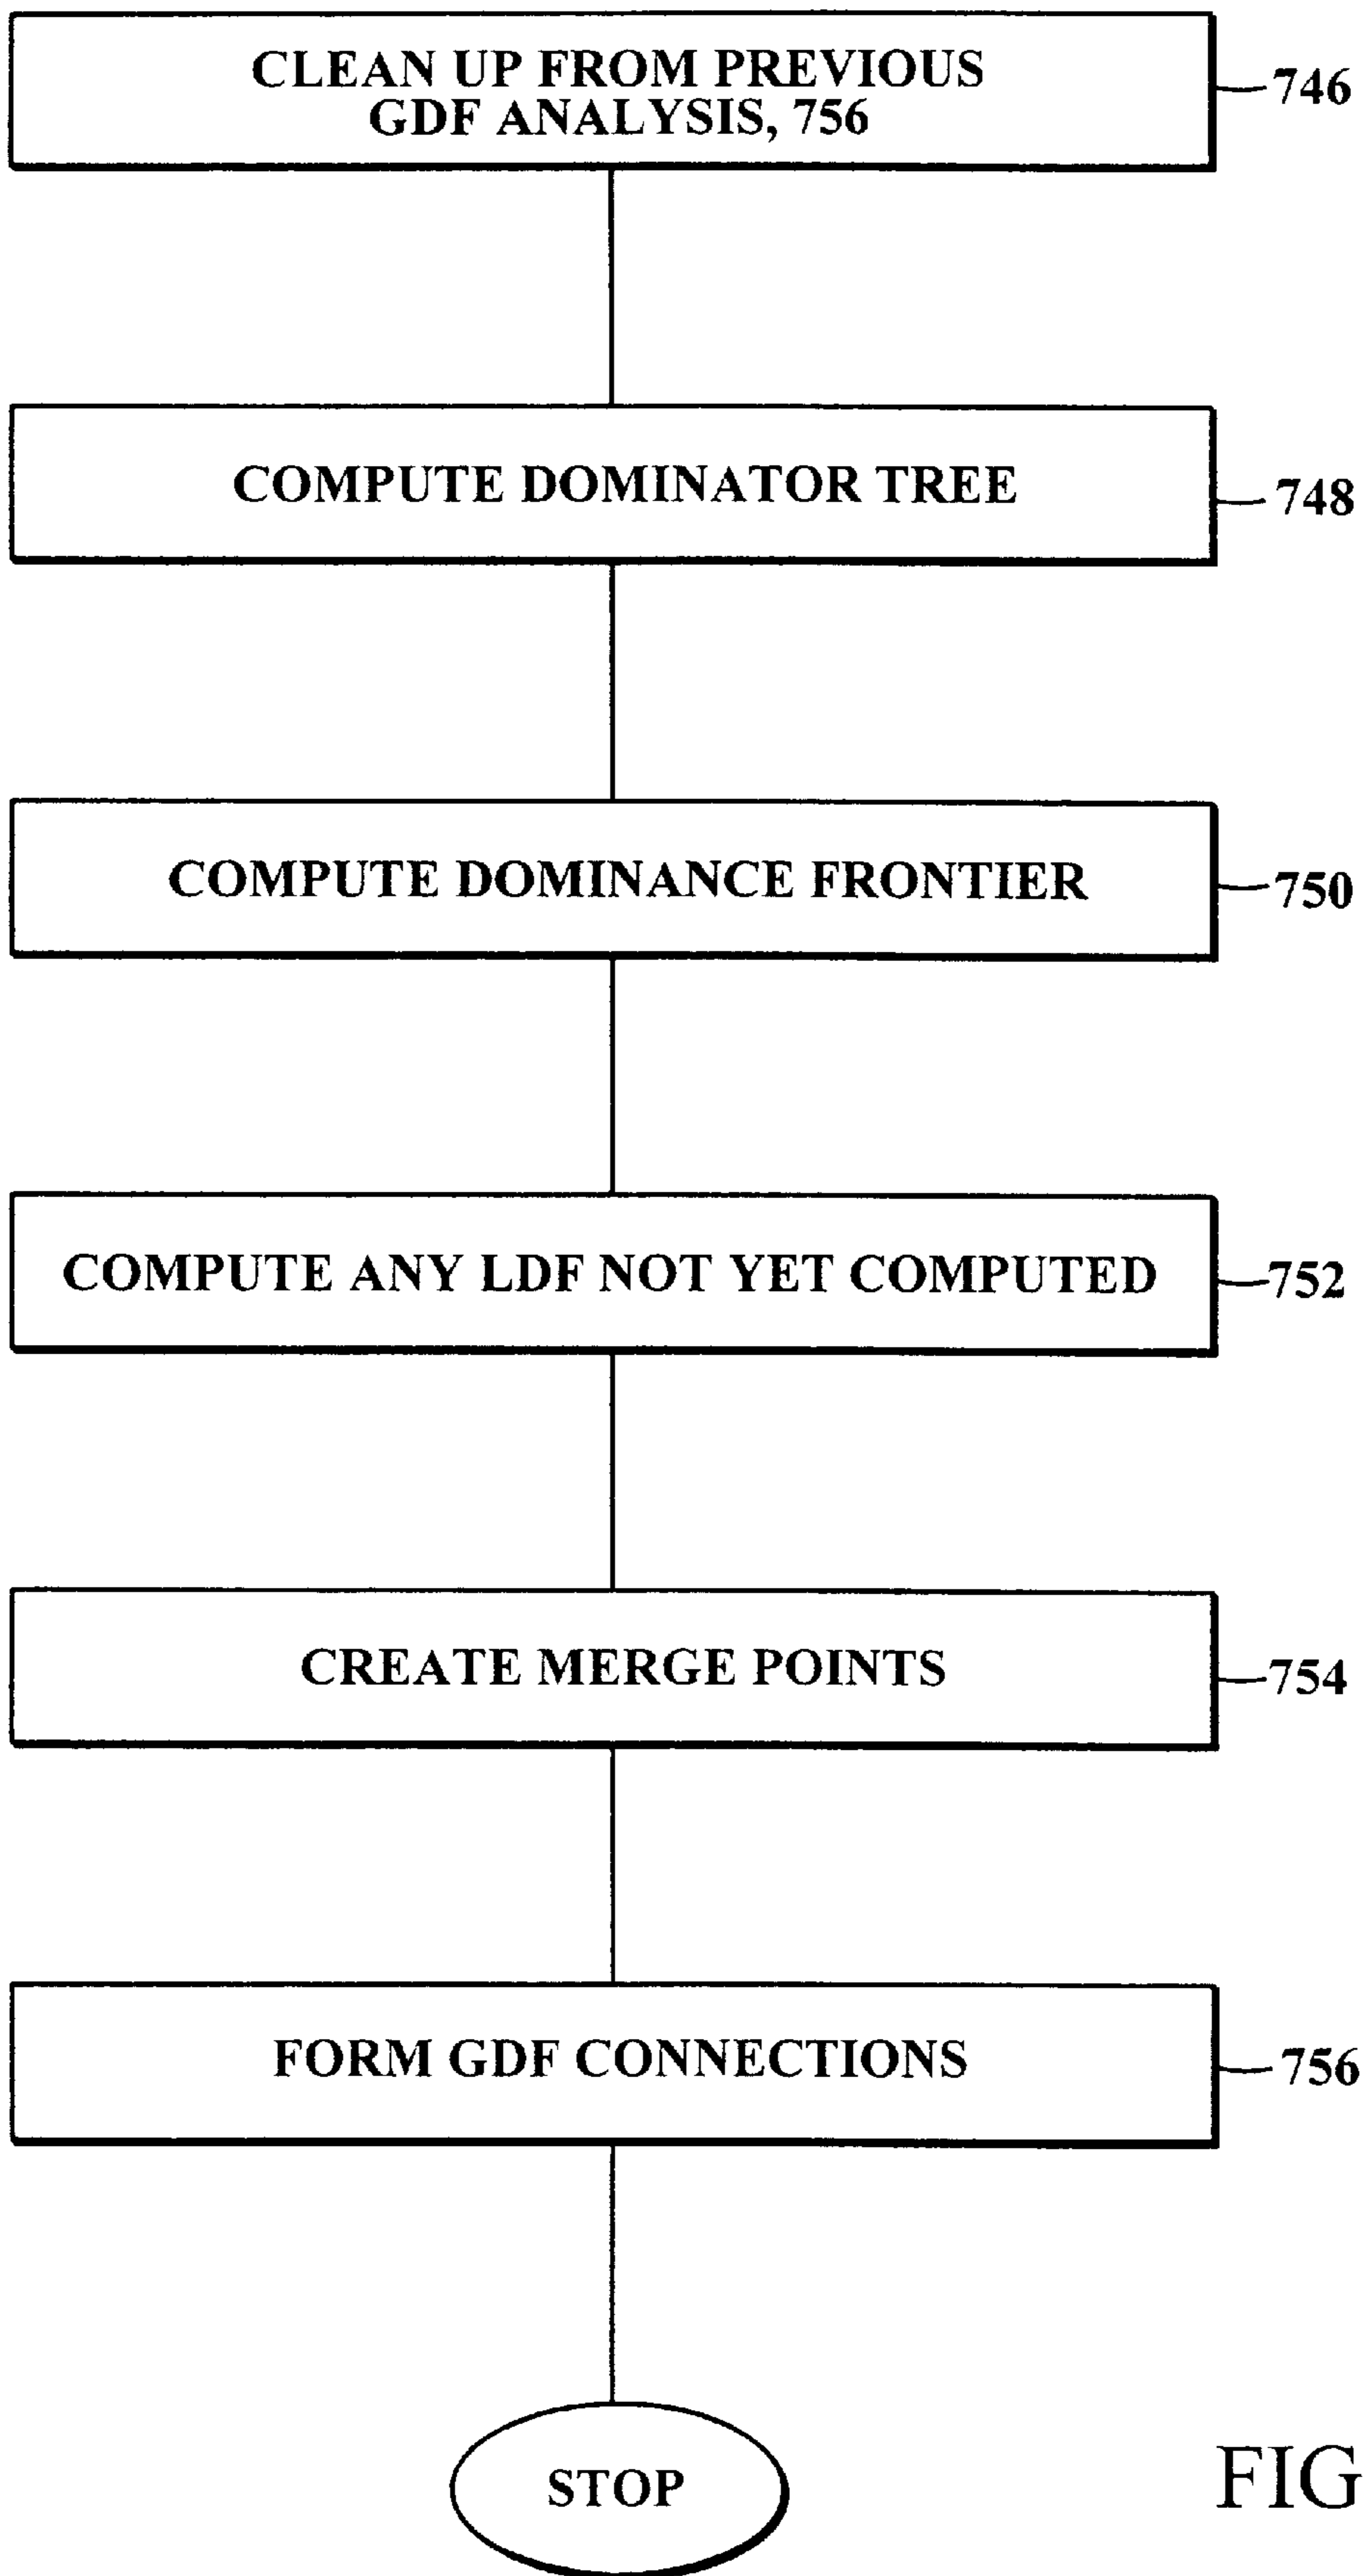 CLEAN UP FROM PREVIOUS
GDF ANALYSIS, 756
746
COMPUTE DOMINATOR TREE
748
COMPUTE DOMINANCE FRONTIER
750
COMPUTE ANY LDF NOT YET COMPUTED
752
CREATE MERGE POINTS
754
FORM GDF CONNECTIONS
756
STOP
FIG